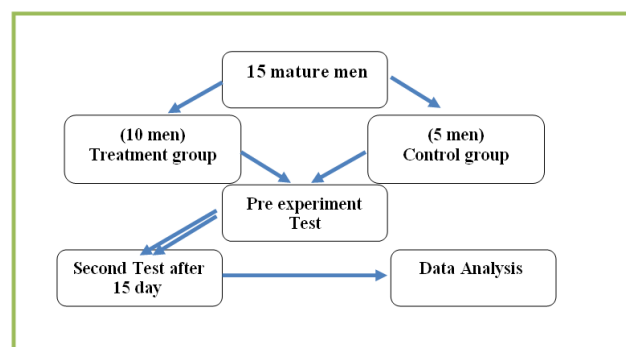 15 mature men
(10 men)
Treatment group
(5 men)
Control group
Pre experiment
Test
Second Test after
15 day
Data Analysis